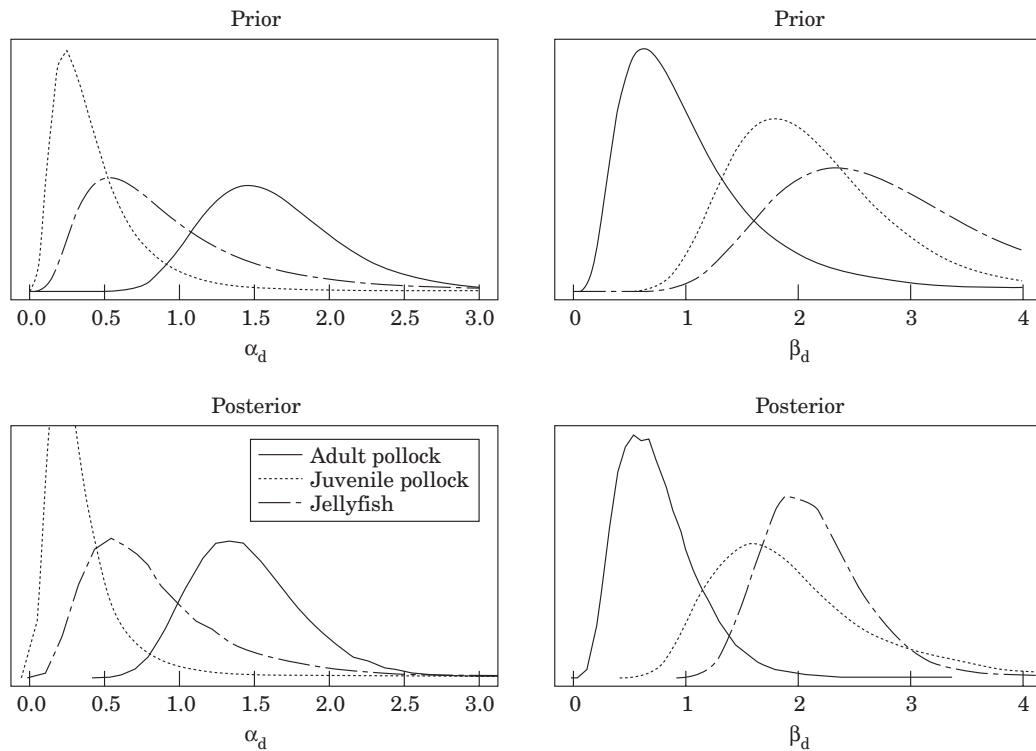 Prior
0.0 0.5 1.0 1.5 2.0 2.5 3.0
α_d
Prior
0 1 2 3 4
β_d
Posterior
Adult pollock
Juvenile pollock
Jellyfish
0.0 0.5 1.0 1.5 2.0 2.5 3.0
α_d
Posterior
0 1 2 3 4
β_d